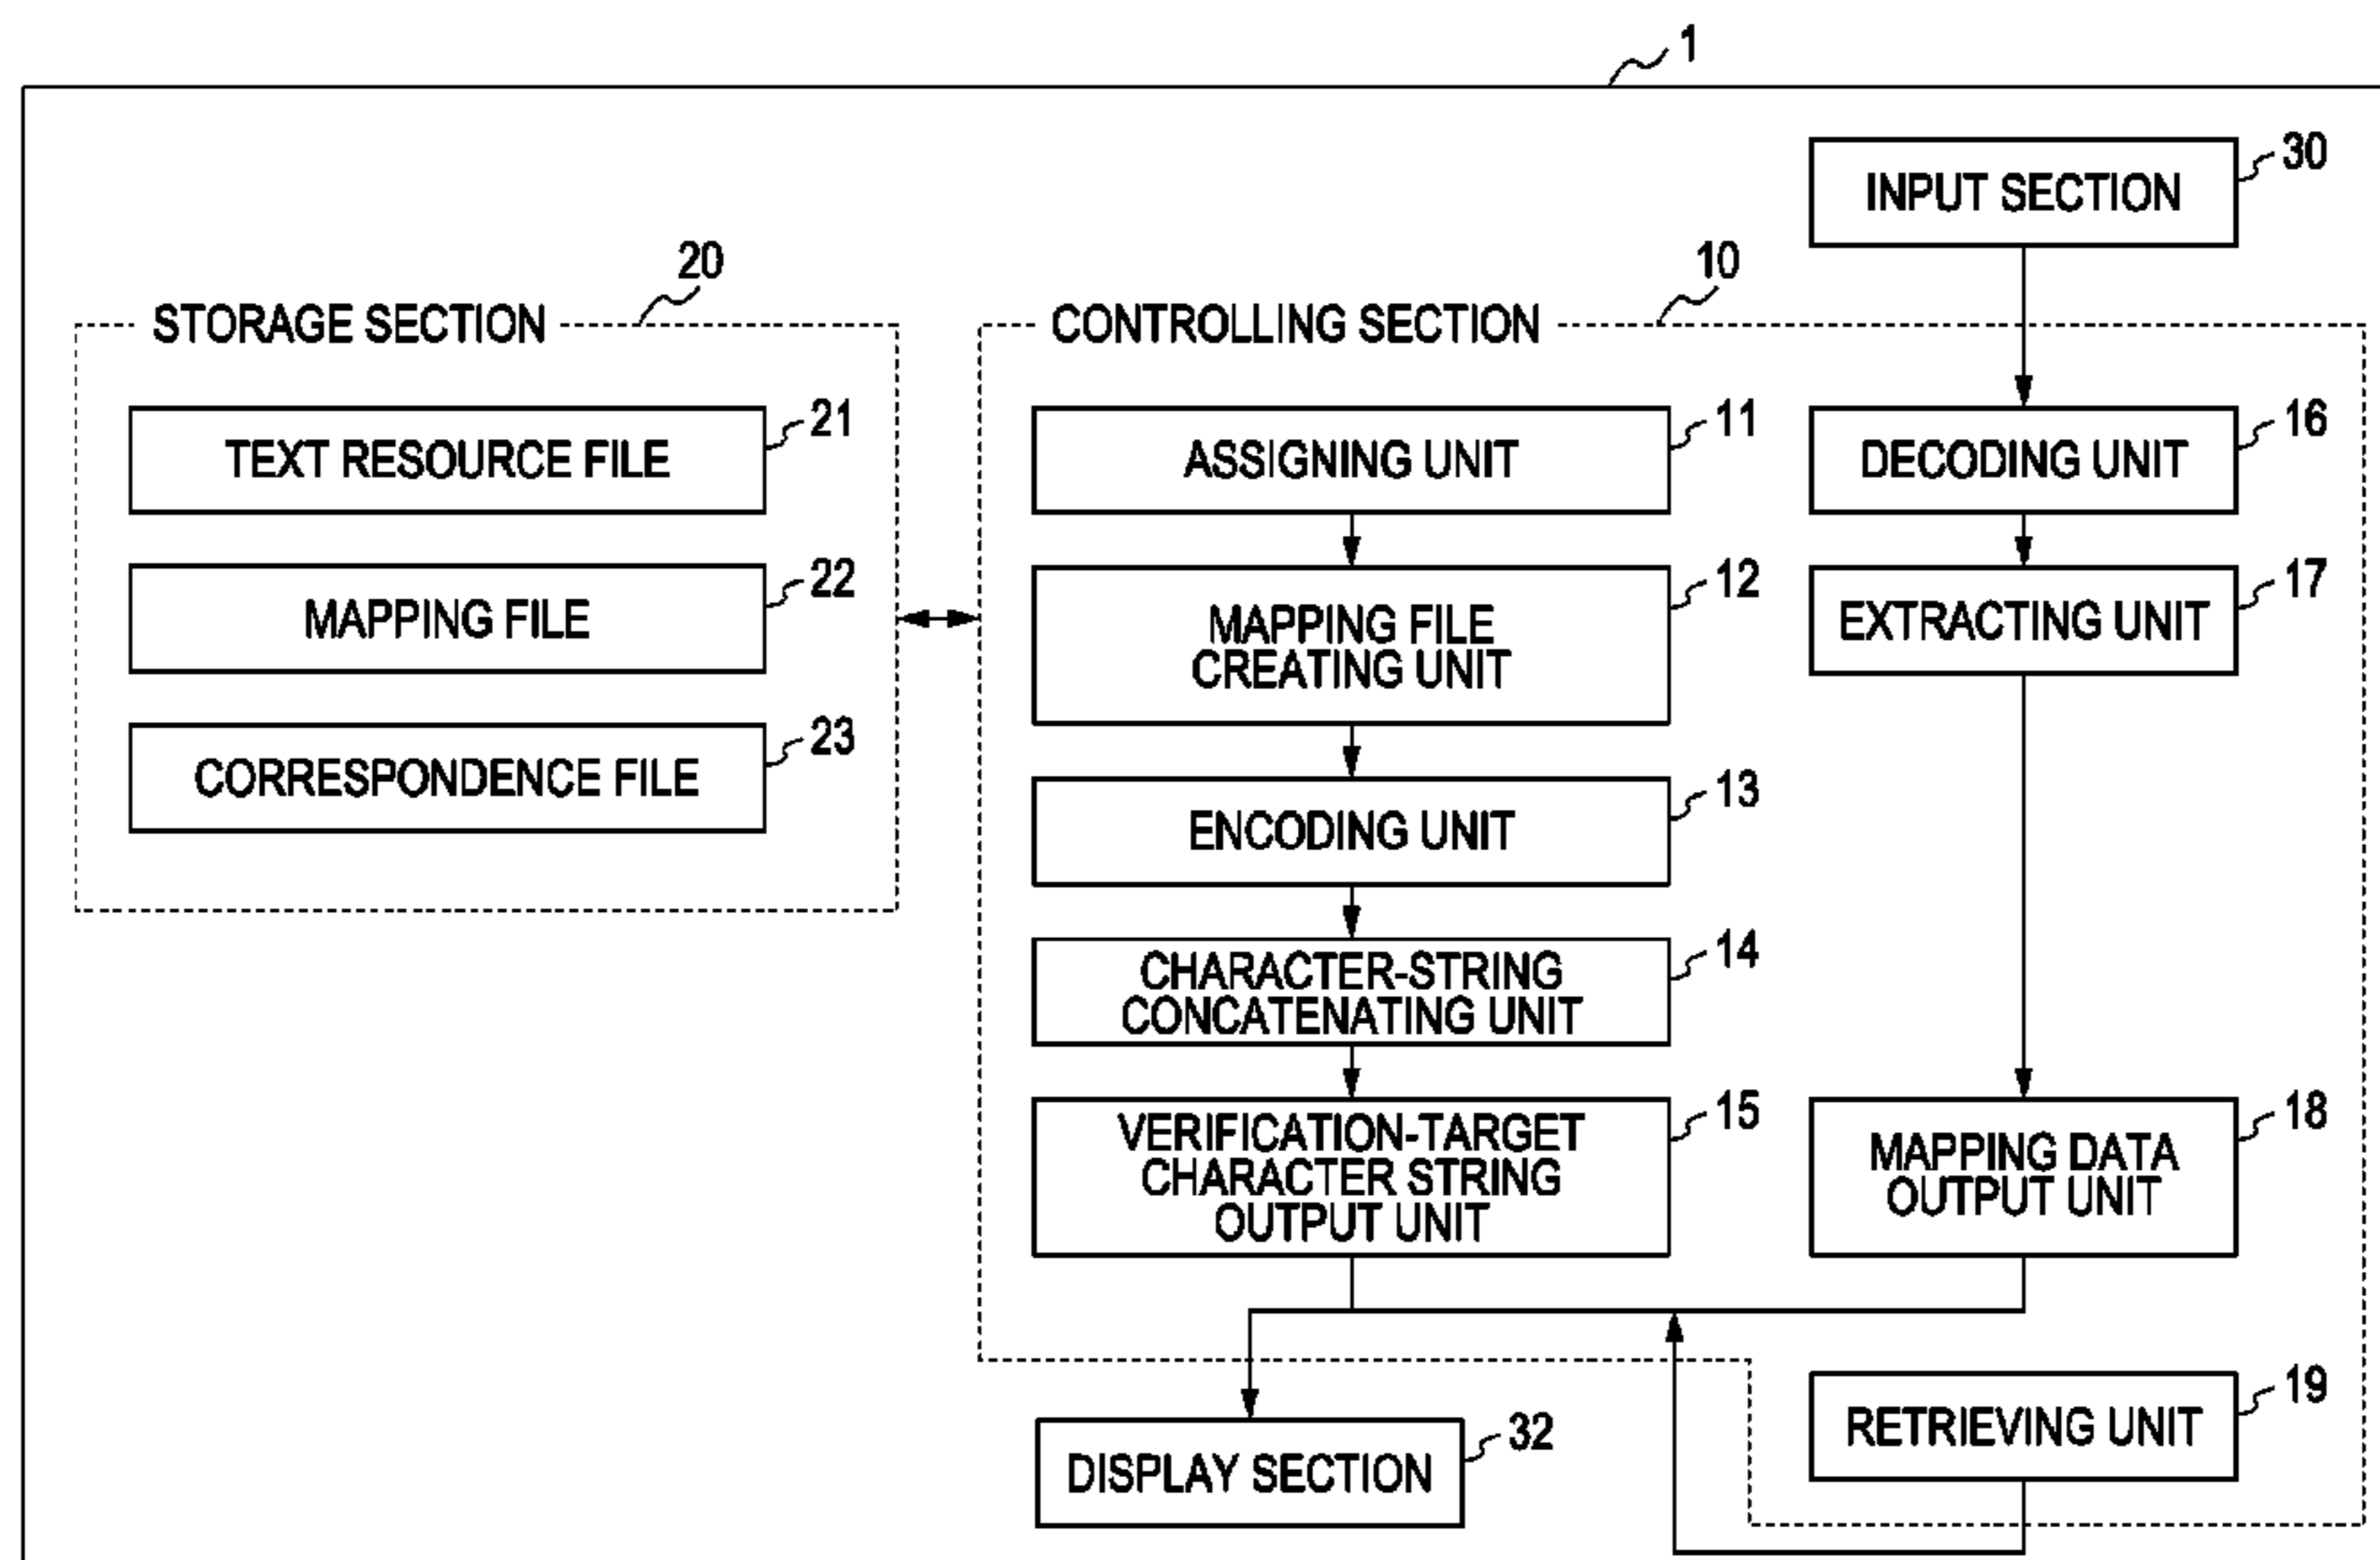 1
INPUT SECTION
30
STORAGE SECTION
20
TEXT RESOURCE FILE
21
MAPPING FILE
22
CORRESPONDENCE FILE
23
CONTROLLING SECTION
10
ASSIGNING UNIT
11
MAPPING FILE
CREATING UNIT
12
ENCODING UNIT
13
CHARACTER-STRING
CONCATENATING UNIT
14
VERIFICATION-TARGET
CHARACTER STRING
OUTPUT UNIT
15
DECODING UNIT
16
EXTRACTING UNIT
17
MAPPING DATA
OUTPUT UNIT
18
RETRIEVING UNIT
19
DISPLAY SECTION
32